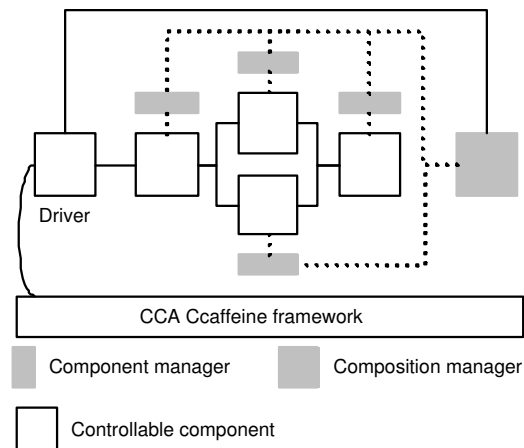 Driver
CCA Ccaffeine framework
Component manager
Composition manager
Controllable component